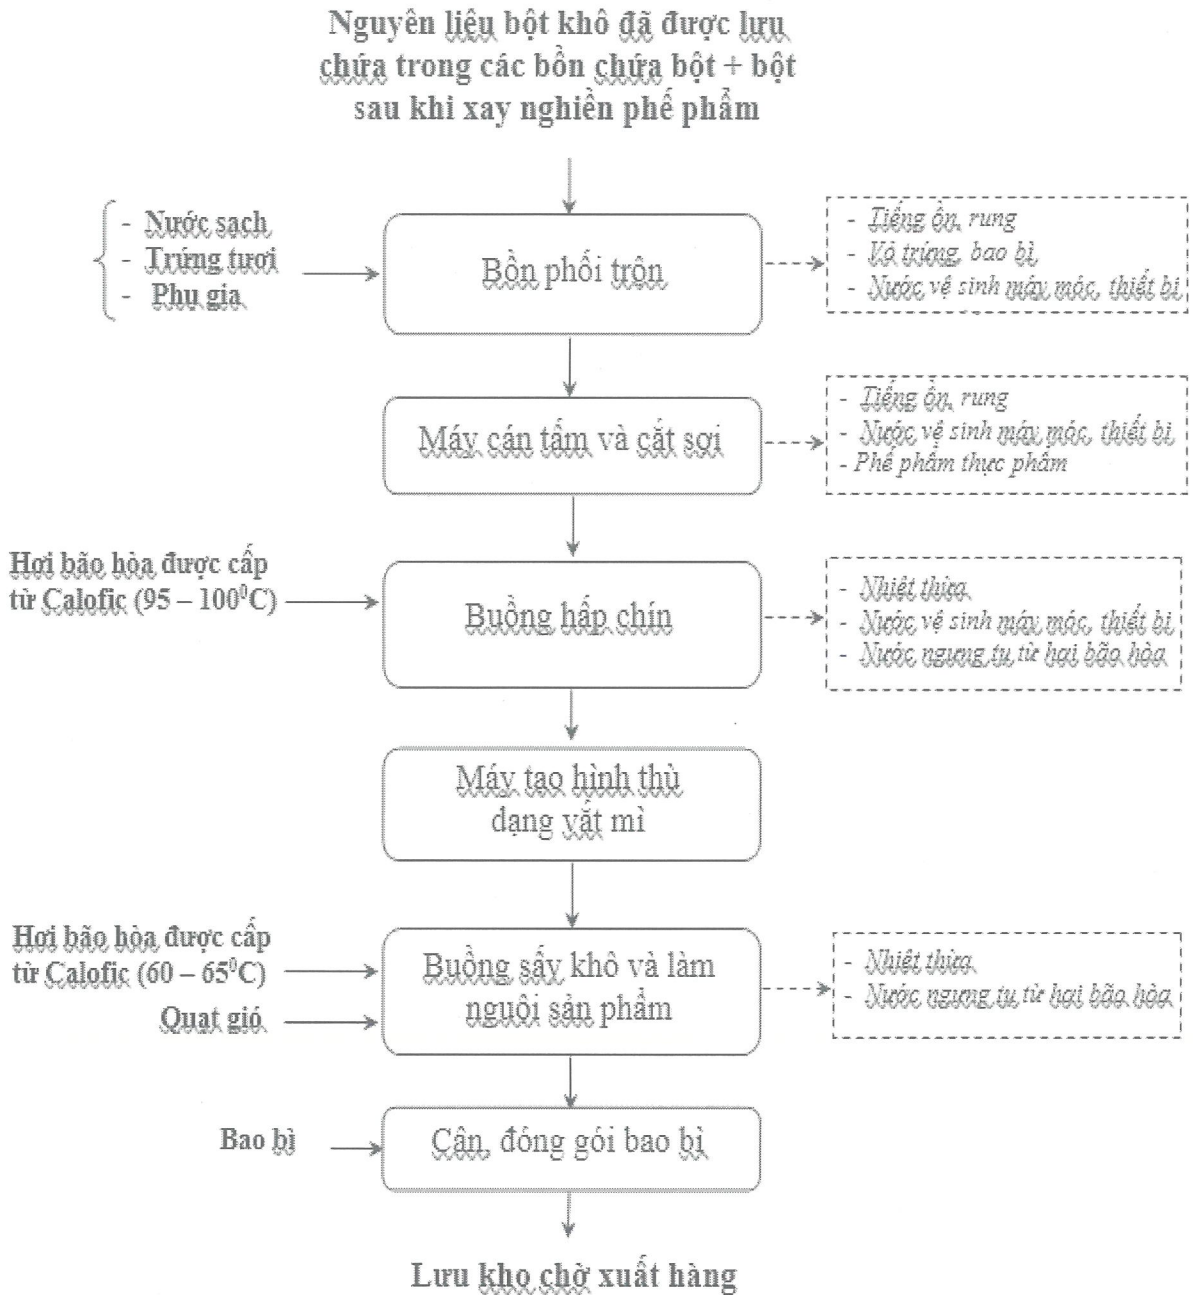 Nguyên liệu bột khô đã được lưu
chứa trong các bồn chứa bột + bột
sau khi xay nghiền phế phẩm
- Nước sạch
- Trứng tươi
- Phụ gia
Bồn phối trộn
- Tiếng ồn, rung
- Vỏ trứng, bao bì
- Nước vệ sinh máy móc, thiết bị
Máy cán tấm và cắt sợi
- Tiếng ồn, rung
- Nước vệ sinh máy móc, thiết bị
- Phế phẩm thực phẩm
Hơi bão hòa được cấp
từ Calofic (95 – 100⁰C)
Buồng hấp chín
- Nhiệt thừa
- Nước vệ sinh máy móc, thiết bị
- Nước ngưng tụ từ hơi bão hòa
Máy tạo hình thù
dạng vắt mì
Hơi bão hòa được cấp
từ Calofic (60 – 65⁰C)
Quạt gió
Buồng sấy khô và làm
nguội sản phẩm
- Nhiệt thừa
- Nước ngưng tụ từ hơi bão hòa
Bao bì
Cân, đóng gói bao bì
Lưu kho chờ xuất hàng